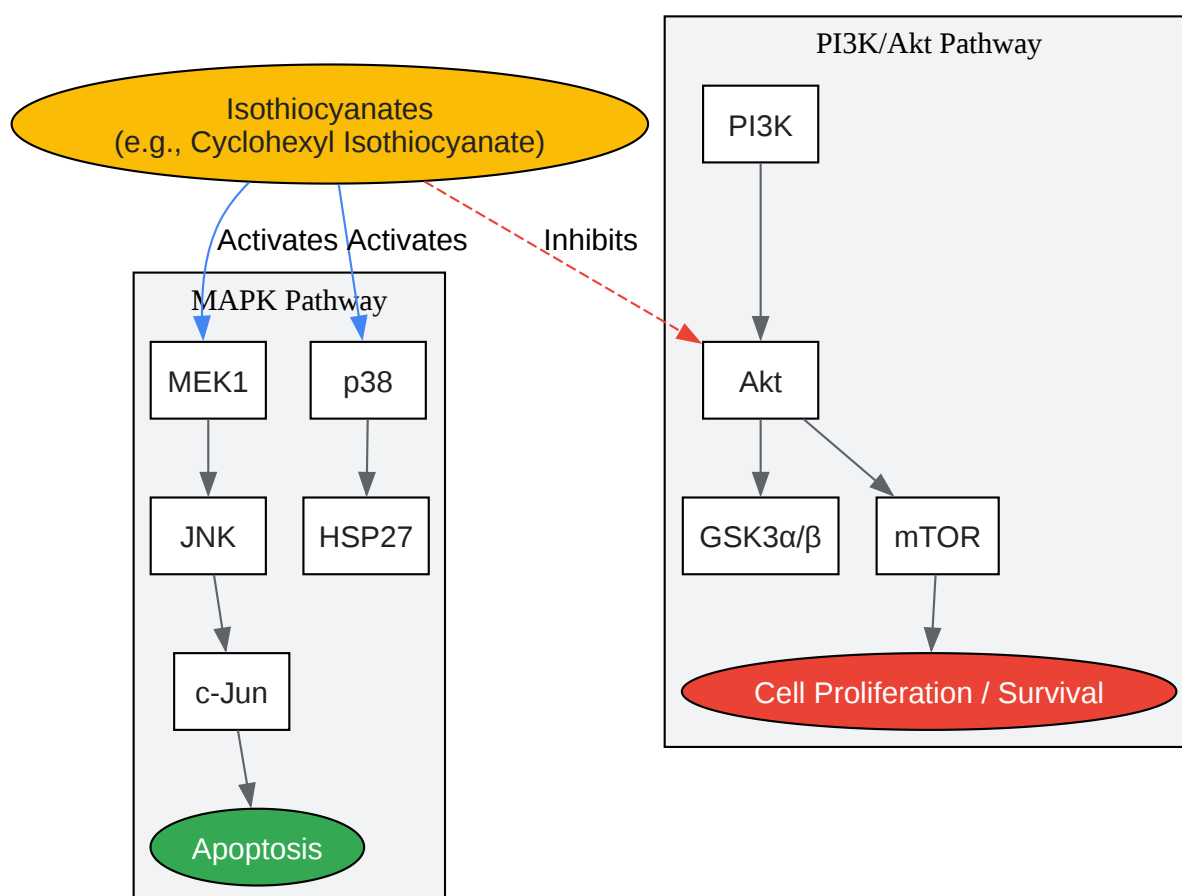 PI3K/Akt Pathway
Isothiocyanates
(e.g., Cyclohexyl Isothiocyanate)
PI3K
Activates
Activates
Inhibits
MAPK Pathway
MEK1
p38
Akt
JNK
HSP27
GSK3α/β
mTOR
c-Jun
Cell Proliferation / Survival
Apoptosis